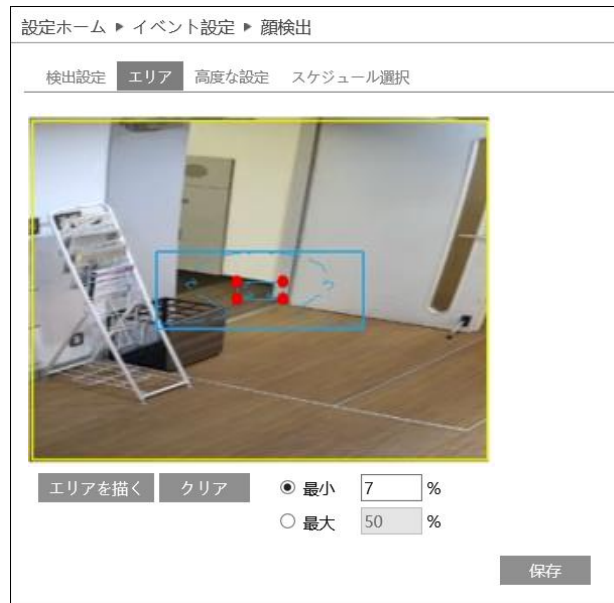 設定ホーム ▶ イベント設定 ▶ 顔検出
検出設定 エリア 高度な設定 スケジュール選択
エリアを描く クリア 最小 7 %
最大 50 %
保存